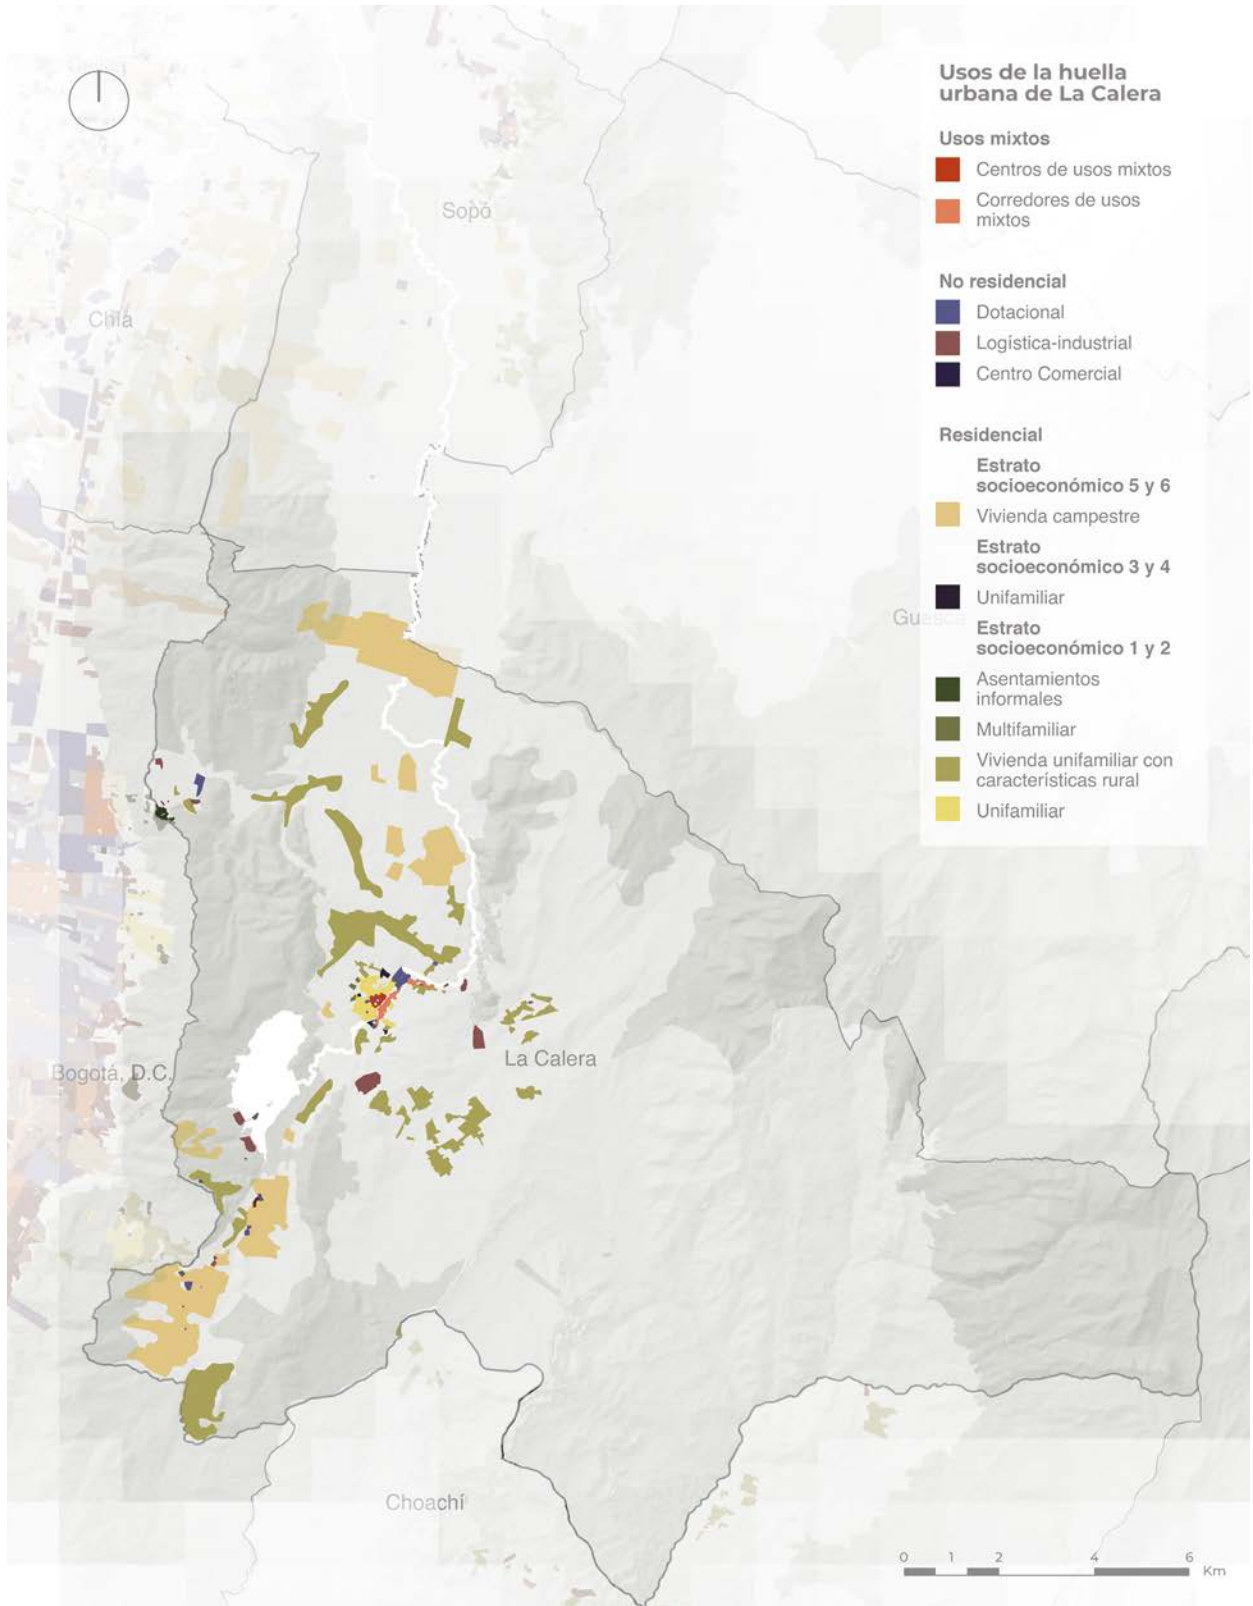 Usos de la huella
urbana de La Calera
Usos mixtos
Centros de usos mixtos
Corredores de usos
mixtos
No residencial
Dotacional
Logística-industrial
Centro Comercial
Residencial
Estrato
socioeconómico 5 y 6
Vivienda campestre
Estrato
socioeconómico 3 y 4
Unifamiliar
Estrato
socioeconómico 1 y 2
Asentamientos
informales
Multifamiliar
Vivienda unifamiliar con
características rural
Unifamiliar
Sopó
Chía
Guasca
La Calera
Bogotá, D.C.
Choachí
0 1 2 4 6
Km